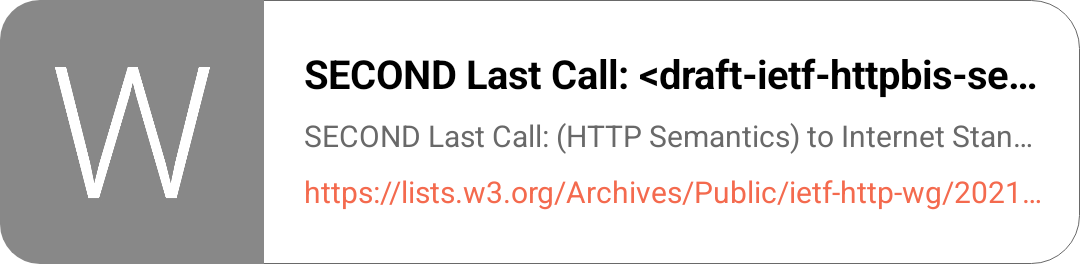 W
SECOND Last Call: <draft-ietf-httpbis-se...
SECOND Last Call: (HTTP Semantics) to Internet Stan...
https://lists.w3.org/Archives/Public/ietf-http-wg/2021...